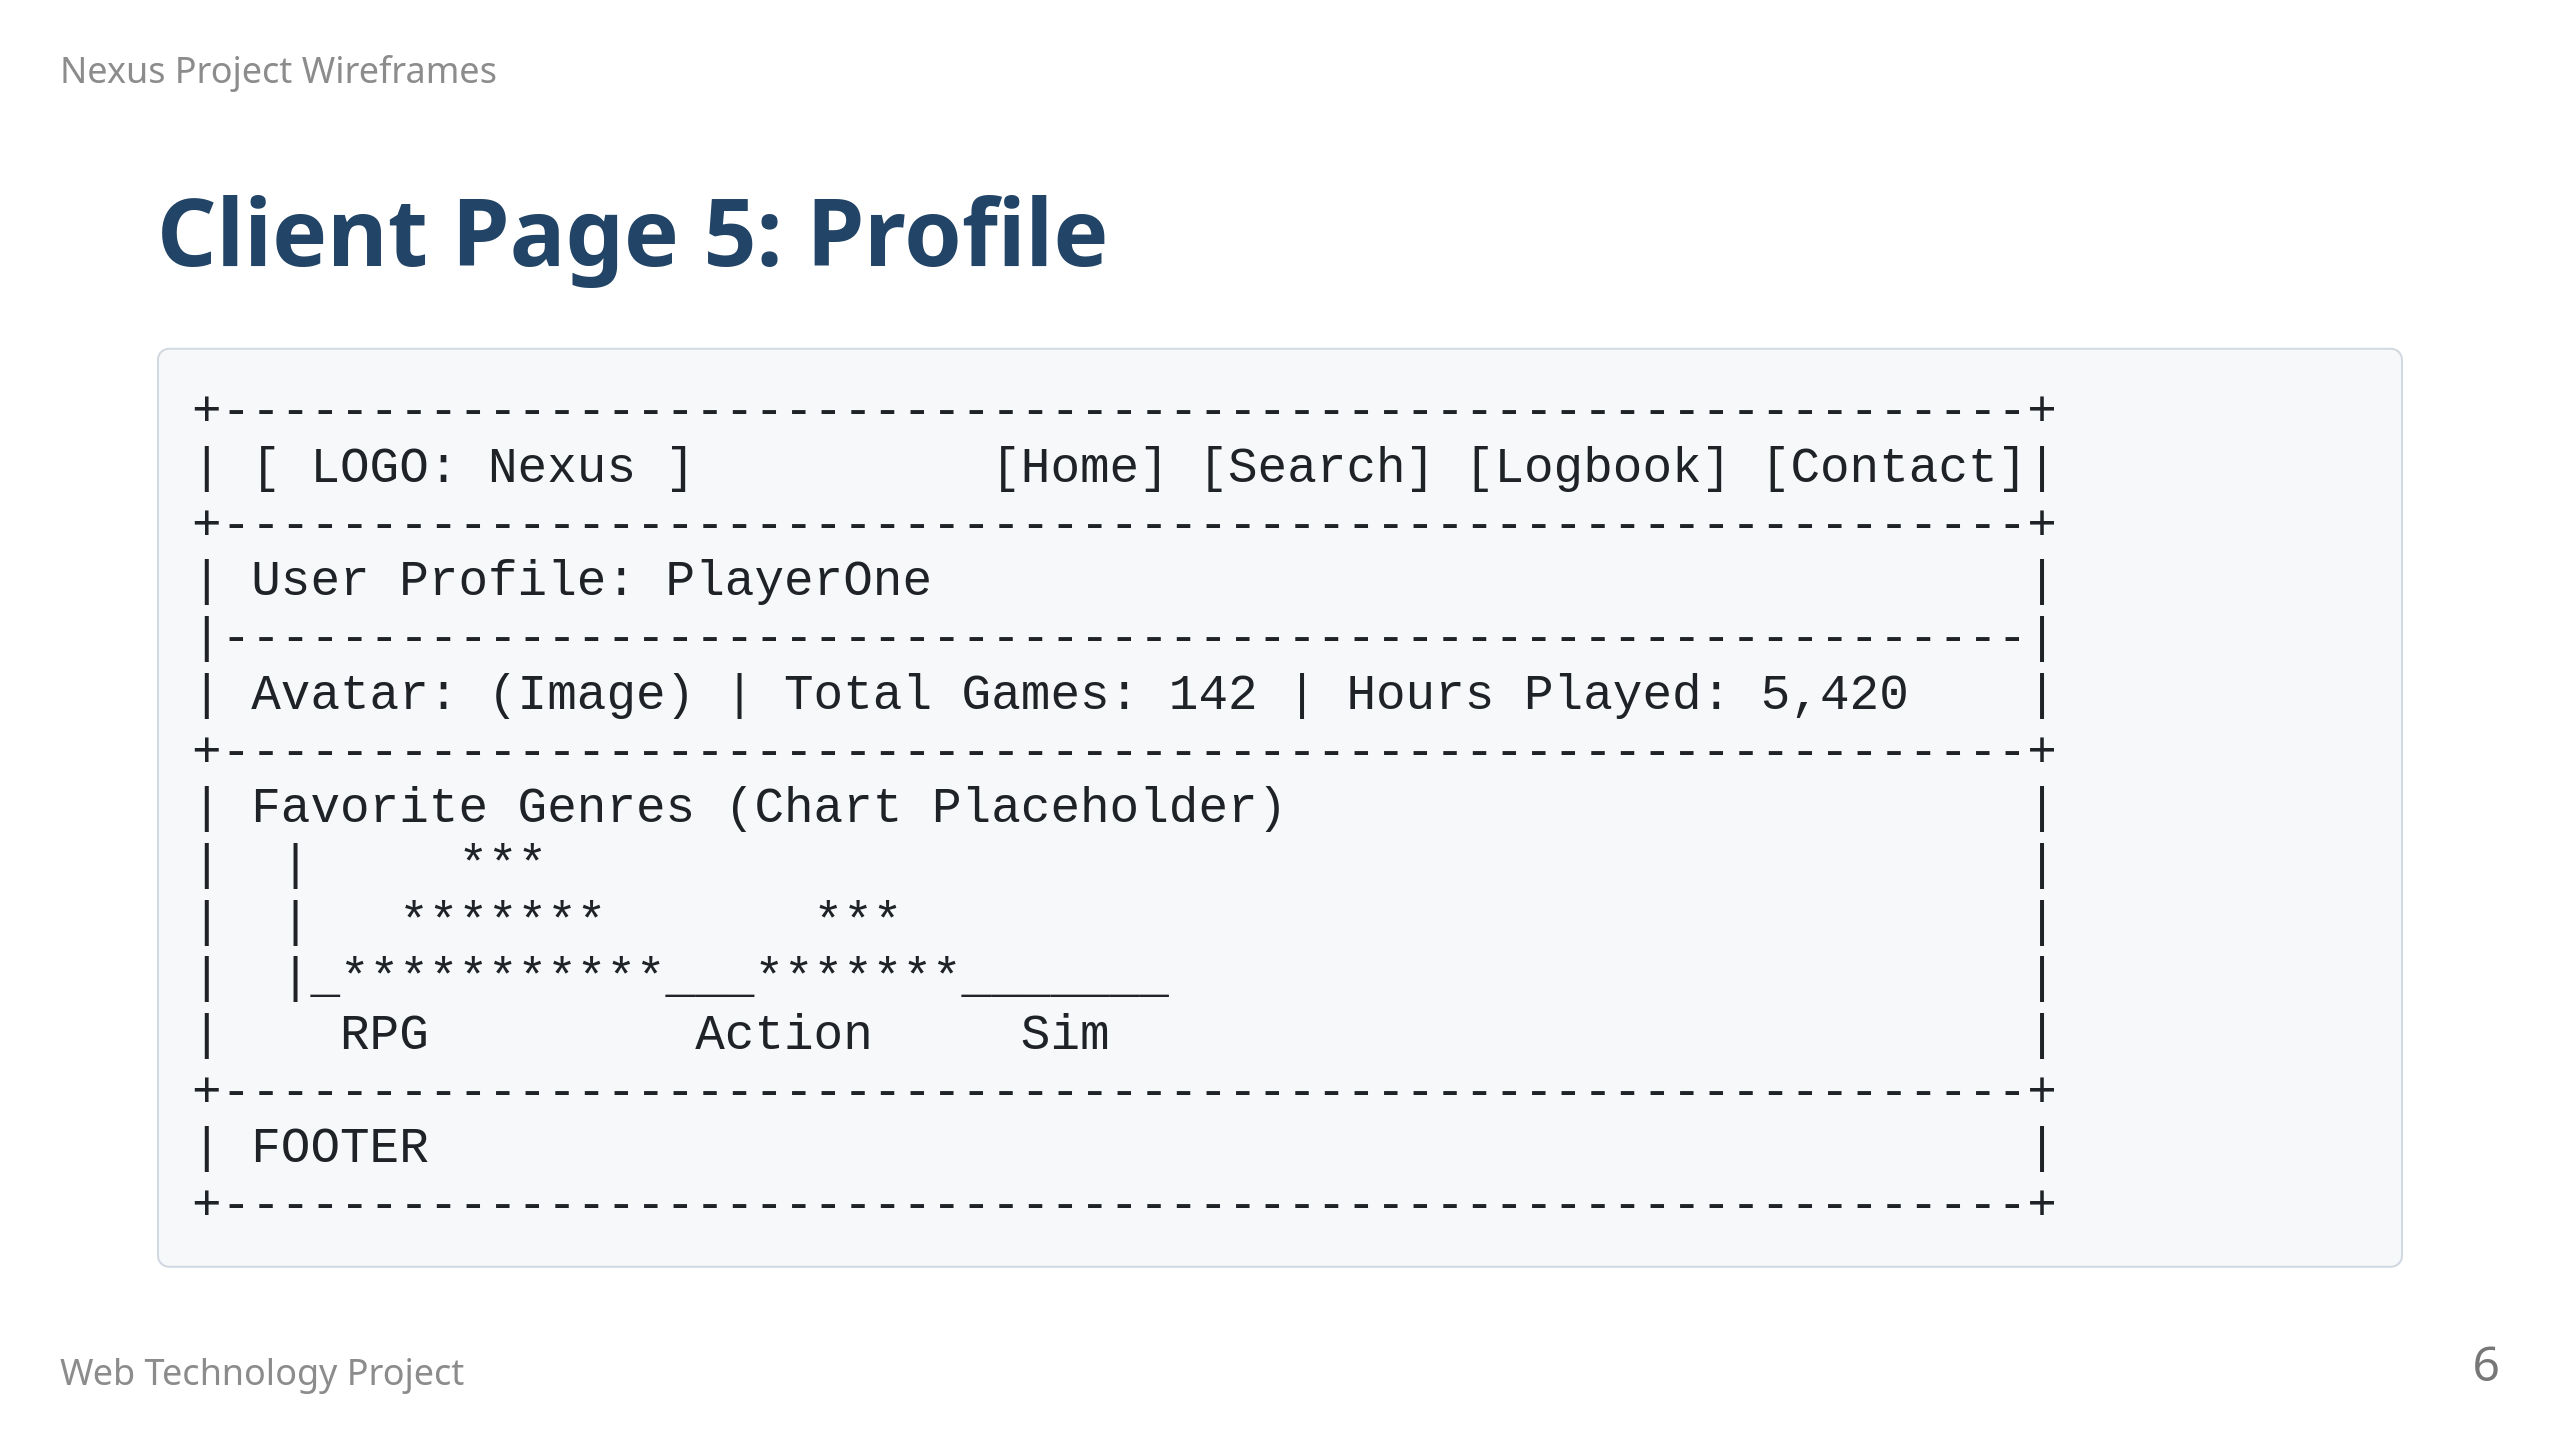 Nexus Project Wireframes
Client Page 5: Profile
+-------------------------------------------------------------+
| [ LOGO: Nexus ]          [Home] [Search] [Logbook] [Contact]|
+-------------------------------------------------------------+
| User Profile: PlayerOne                                     |
|-------------------------------------------------------------|
| Avatar: (Image) | Total Games: 142 | Hours Played: 5,420    |
+-------------------------------------------------------------+
| Favorite Genres (Chart Placeholder)                         |
|  |     ***                                                  |
|  |   *******       ***                                      |
|  |_***********___*******_______                             |
|    RPG         Action     Sim                               |
+-------------------------------------------------------------+
| FOOTER                                                      |
+-------------------------------------------------------------+
Web Technology Project
6